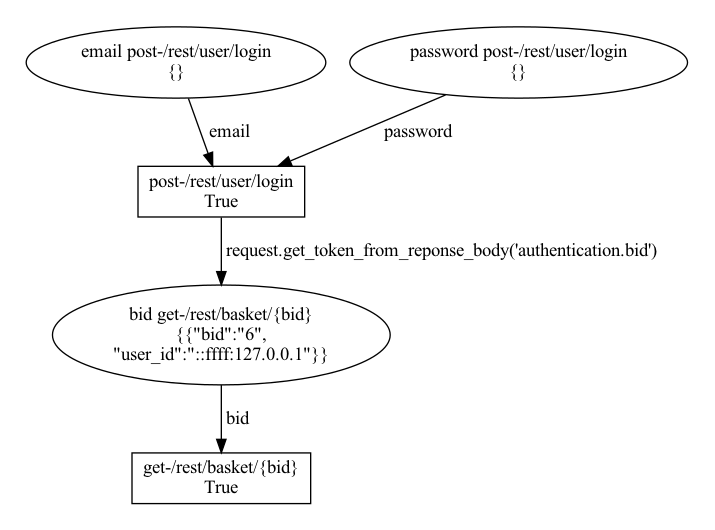 email post-/rest/user/login
{}
password post-/rest/user/login
{}
email
password
post-/rest/user/login
True
request.get_token_from_reponse_body('authentication.bid')
bid get-/rest/basket/{bid}
{{"bid":"6",
"user_id":"::ffff:127.0.0.1"}}
bid
get-/rest/basket/{bid}
True